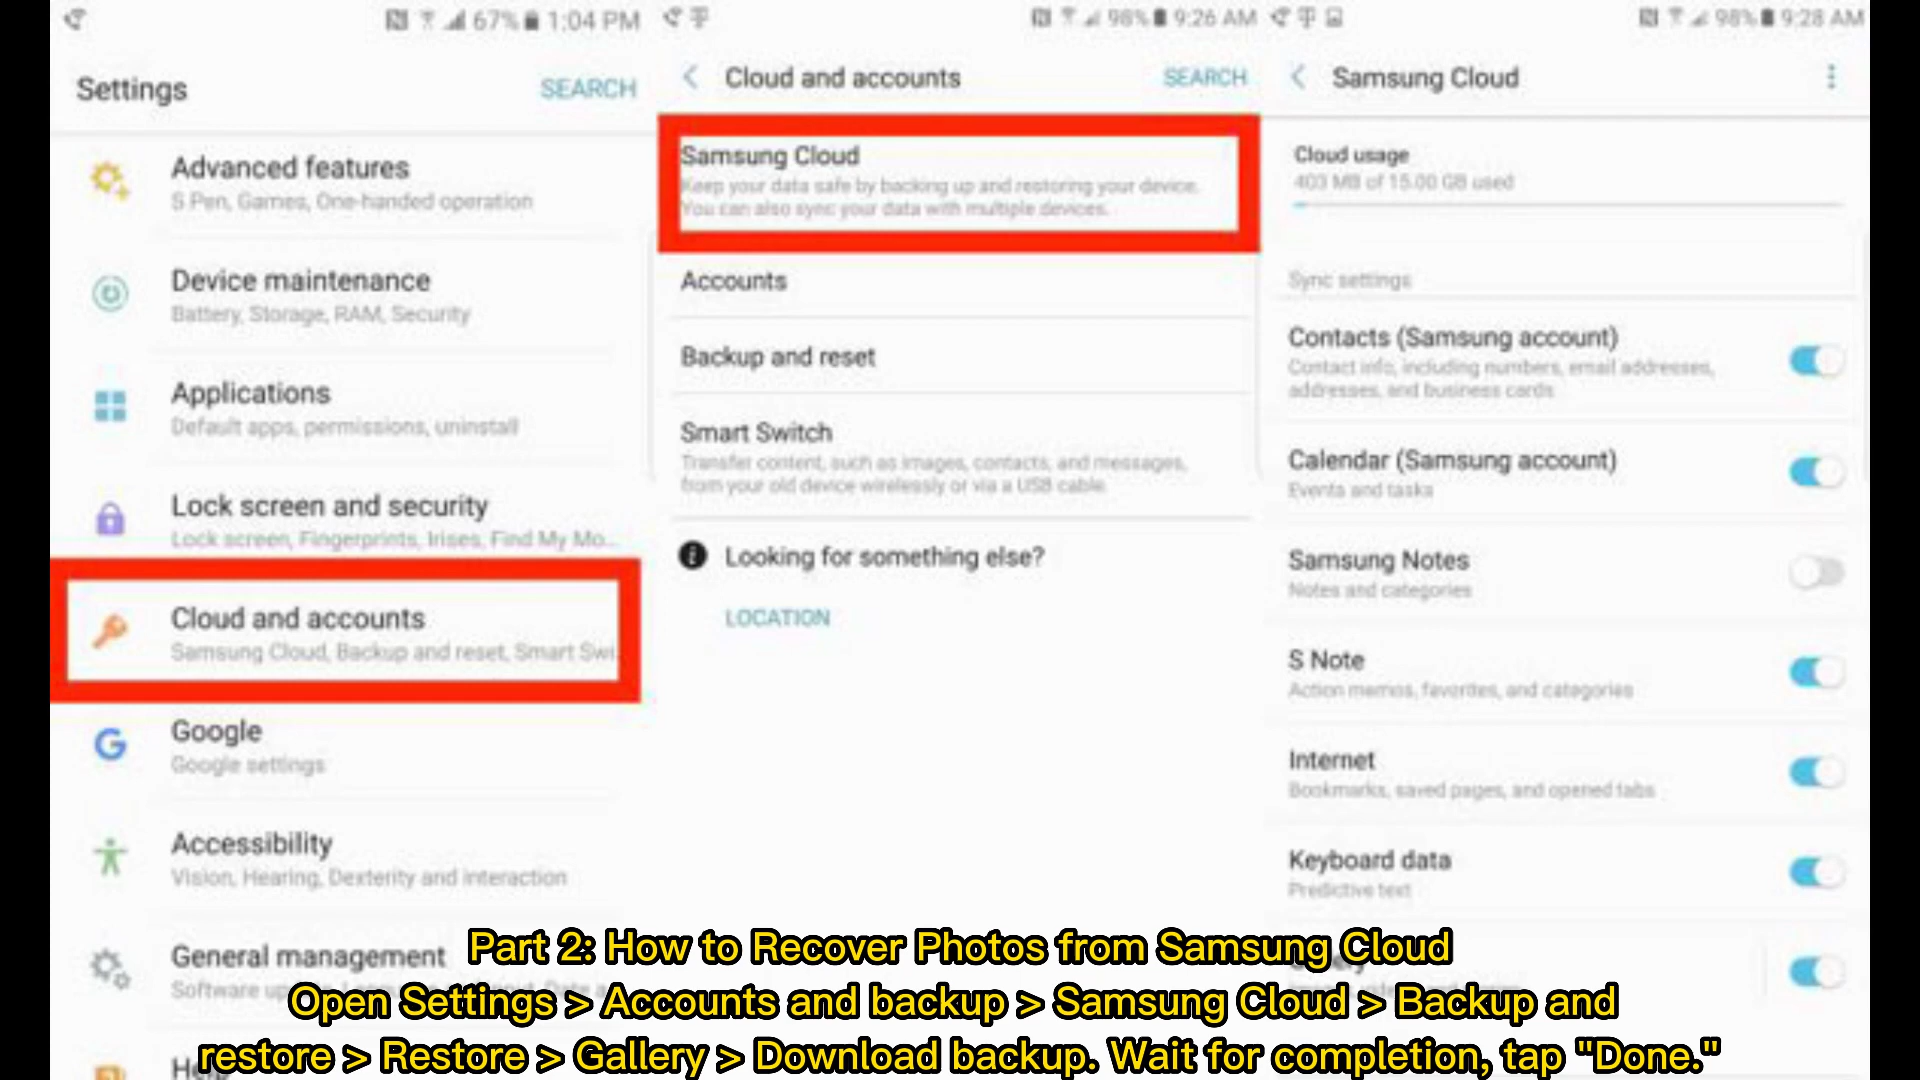 67% 1:04 PM
Settings
SEARCH
Advanced features
S Pen, Games, One-handed operation
Device maintenance
Battery, Storage, RAM, Security
Applications
Default apps, permissions, uninstall
Lock screen and security
Lock screen, Fingerprints, Irises, Find My Mo...
Cloud and accounts
Samsung Cloud, Backup and reset, Smart Swi
Google
Google settings
Accessibility
Vision, Hearing, Dexterity and interaction
General management
98% 9:26 AM
Cloud and accounts
SEARCH
Samsung Cloud
Keep your data safe by backing up and restoring your device.
You can also sync your data with multiple devices.
Accounts
Backup and reset
Smart Switch
Transfer content, such as images, contacts, and messages,
from your old device wirelessly or via a USB cable.
Looking for something else?
LOCATION
98% 9:28 AM
Samsung Cloud
Cloud usage
403 MB of 15.00 GB used
Sync settings
Contacts (Samsung account)
Contact info, including numbers, email addresses,
addresses, and business cards
Calendar (Samsung account)
Events and tasks
Samsung Notes
Notes and categories
S Note
Action memos, favorites, and categories
Internet
Bookmarks, saved pages, and opened tabs
Keyboard data
Predictive text
Part 2: How to Recover Photos from Samsung Cloud
Open Settings > Accounts and backup > Samsung Cloud > Backup and
restore > Restore > Gallery > Download backup. Wait for completion, tap "Done."